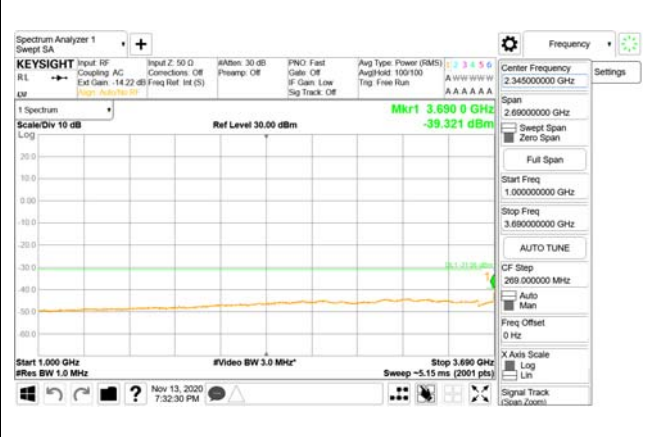 Spectrum Analyzer 1
Swept SA
Frequency
KEYSIGHT
RL
Input: RF
Coupling: AC
Ext Gain: -14.22 dB
Align: Auto/No RF
Input Z: 50 Ω
Corrections: Off
Freq Ref: Int (S)
#Atten: 30 dB
Preamp: Off
PNO: Fast
Gate: Off
IF Gain: Low
Sig Track: Off
Avg Type: Power (RMS)
Avg|Hold: 100/100
Trig: Free Run
1 2 3 4 5 6
A W W W W W
A A A A A A
1 Spectrum
Scale/Div 10 dB
Log
Ref Level 30.00 dBm
Mkr1 3.690 0 GHz
-39.321 dBm
20.0
10.0
0.00
-10.0
-20.0
-30.0
-40.0
-50.0
-60.0
1
Start 1.000 GHz
#Res BW 1.0 MHz
#Video BW 3.0 MHz*
Stop 3.690 GHz
Sweep ~5.15 ms (2001 pts)
Nov 13, 2020
7:32:30 PM
Center Frequency
2.345000000 GHz
Settings
Span
2.69000000 GHz
Swept Span
Zero Span
Full Span
Start Freq
1.000000000 GHz
Stop Freq
3.690000000 GHz
AUTO TUNE
CF Step
269.000000 MHz
Auto
Man
Freq Offset
0 Hz
X Axis Scale
Log
Lin
Signal Track
(Span Zoom)